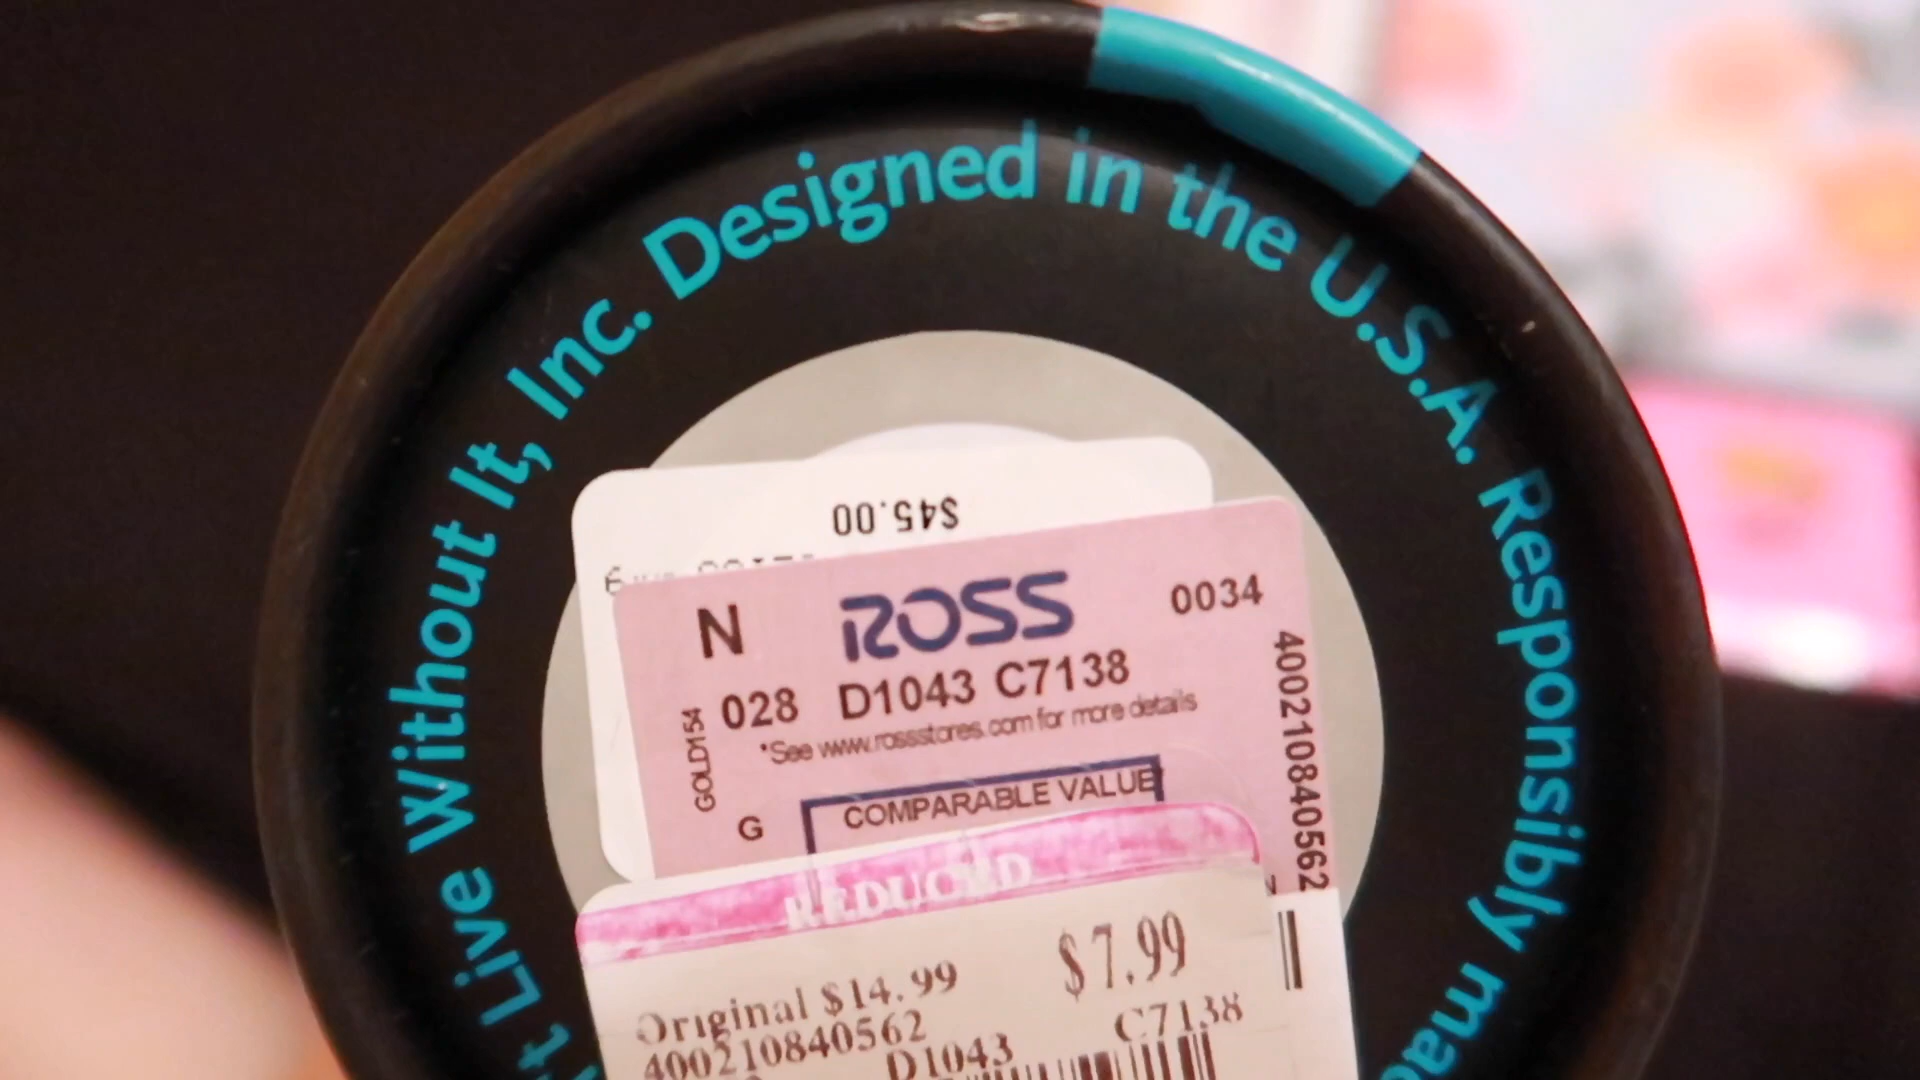 't Live Without It, Inc. Designed in the U.S.A. Responsibly
$45.00
N ROSS 0034
028 D1043 C7138
*See www.rossstores.com for more details
GOLD154
400210840562
G COMPARABLE VALUE
REDUCED
$7.99
Original $14.99
400210840562
D1043 C7138